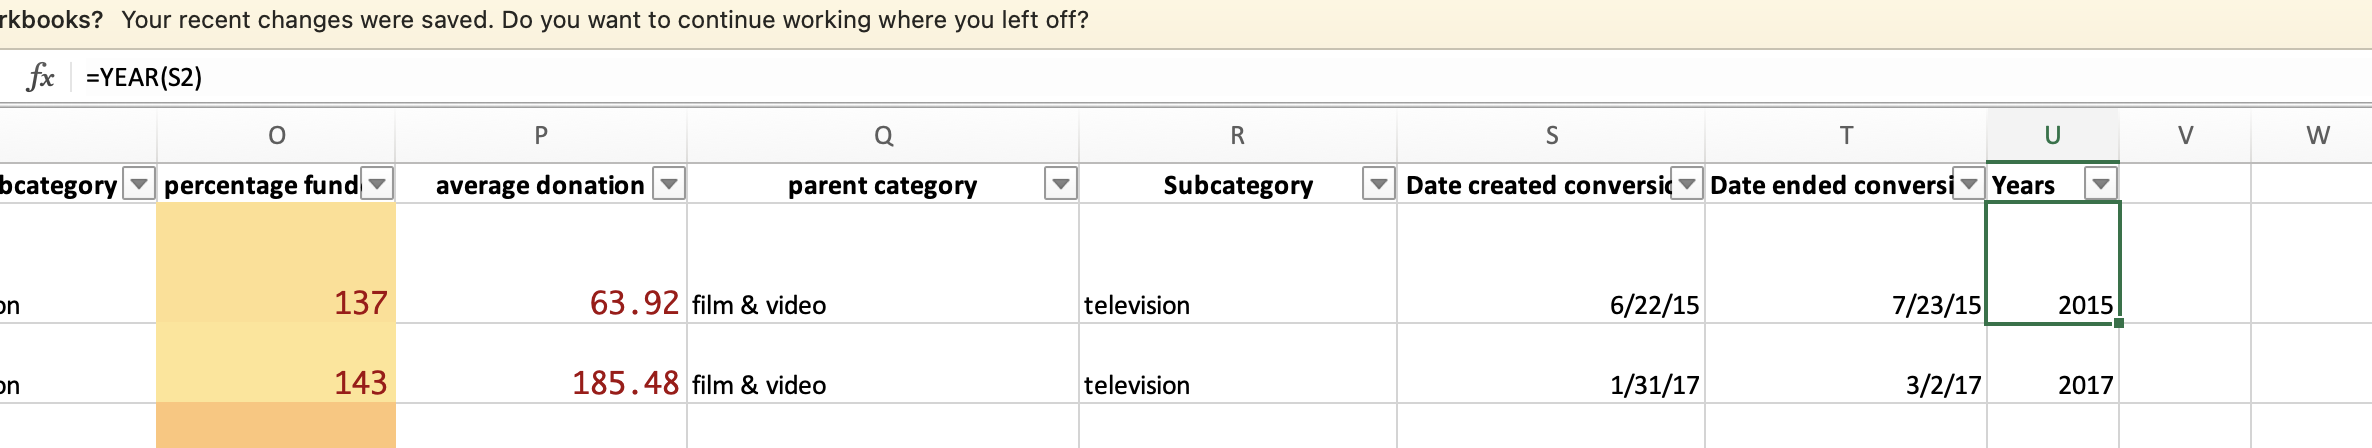 rkbooks? Your recent changes were saved. Do you want to continue working where you left off?
fx =YEAR(S2)
O P Q R S T U V W
bcategory percentage fund average donation parent category Subcategory Date created conversic Date ended conversi Years
on 137 63.92 film & video television 6/22/15 7/23/15 2015
on 143 185.48 film & video television 1/31/17 3/2/17 2017